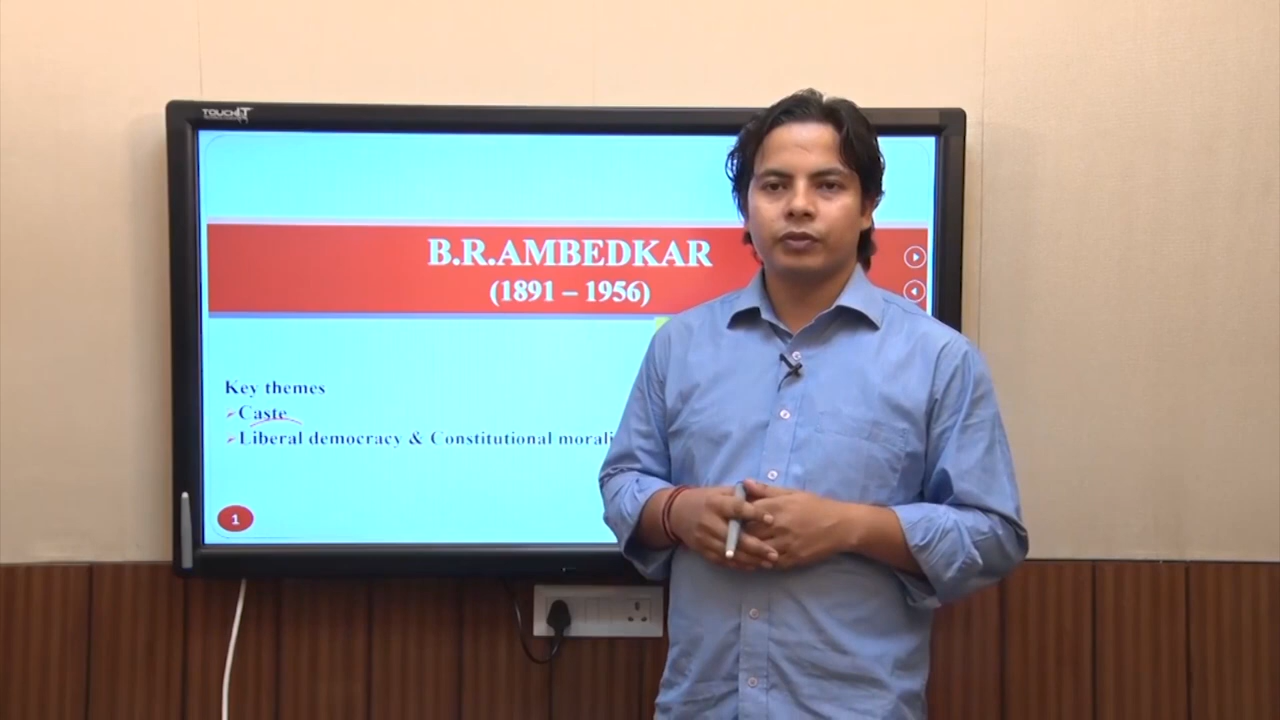 TOUCHIT
B.R.AMBEDKAR
(1891 – 1956)
Key themes
Caste
Liberal democracy & Constitutional morali
1